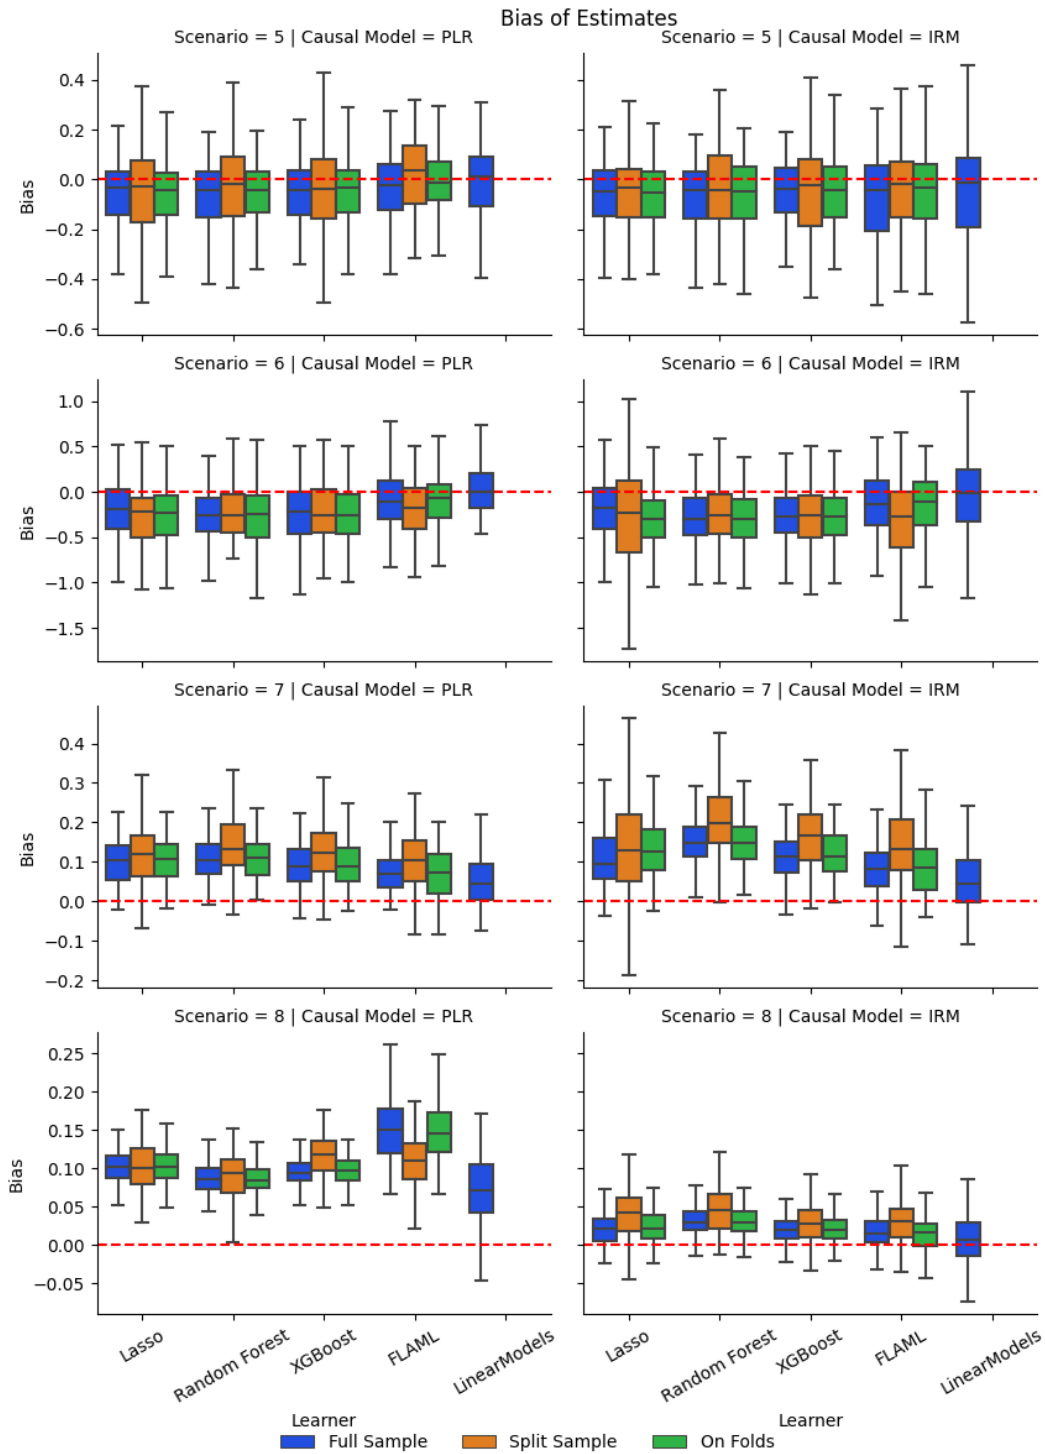 Bias of Estimates
Scenario = 5 | Causal Model = PLR
Scenario = 5 | Causal Model = IRM
0.4
0.2
0.0
−0.2
−0.4
−0.6
Bias
Scenario = 6 | Causal Model = PLR
Scenario = 6 | Causal Model = IRM
1.0
0.5
0.0
−0.5
−1.0
−1.5
Bias
Scenario = 7 | Causal Model = PLR
Scenario = 7 | Causal Model = IRM
0.4
0.3
0.2
0.1
0.0
−0.1
−0.2
Bias
Scenario = 8 | Causal Model = PLR
Scenario = 8 | Causal Model = IRM
0.25
0.20
0.15
0.10
0.05
0.00
−0.05
Bias
Lasso
Random Forest
XGBoost
FLAML
LinearModels
Lasso
Random Forest
XGBoost
FLAML
LinearModels
Learner
Learner
Full Sample
Split Sample
On Folds